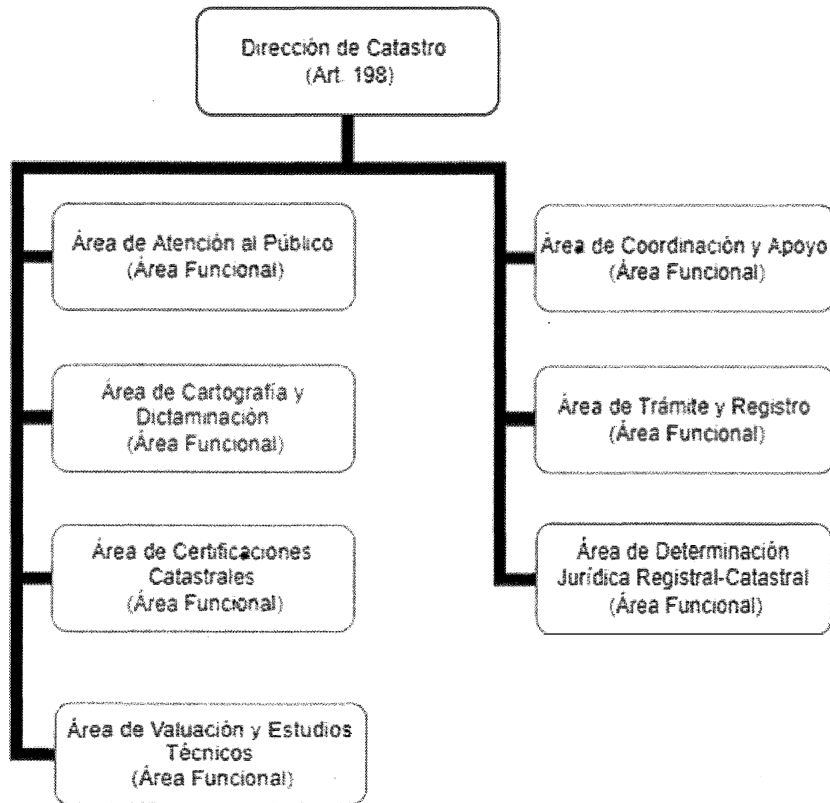 Dirección de Catastro
(Art. 198)
Área de Atención al Público
(Área Funcional)
Área de Cartografía y
Dictaminación
(Área Funcional)
Área de Certificaciones
Catastrales
(Área Funcional)
Área de Valuación y Estudios
Técnicos
(Área Funcional)
Área de Coordinación y Apoyo
(Área Funcional)
Área de Trámite y Registro
(Área Funcional)
Área de Determinación
Jurídica Registral-Catastral
(Área Funcional)